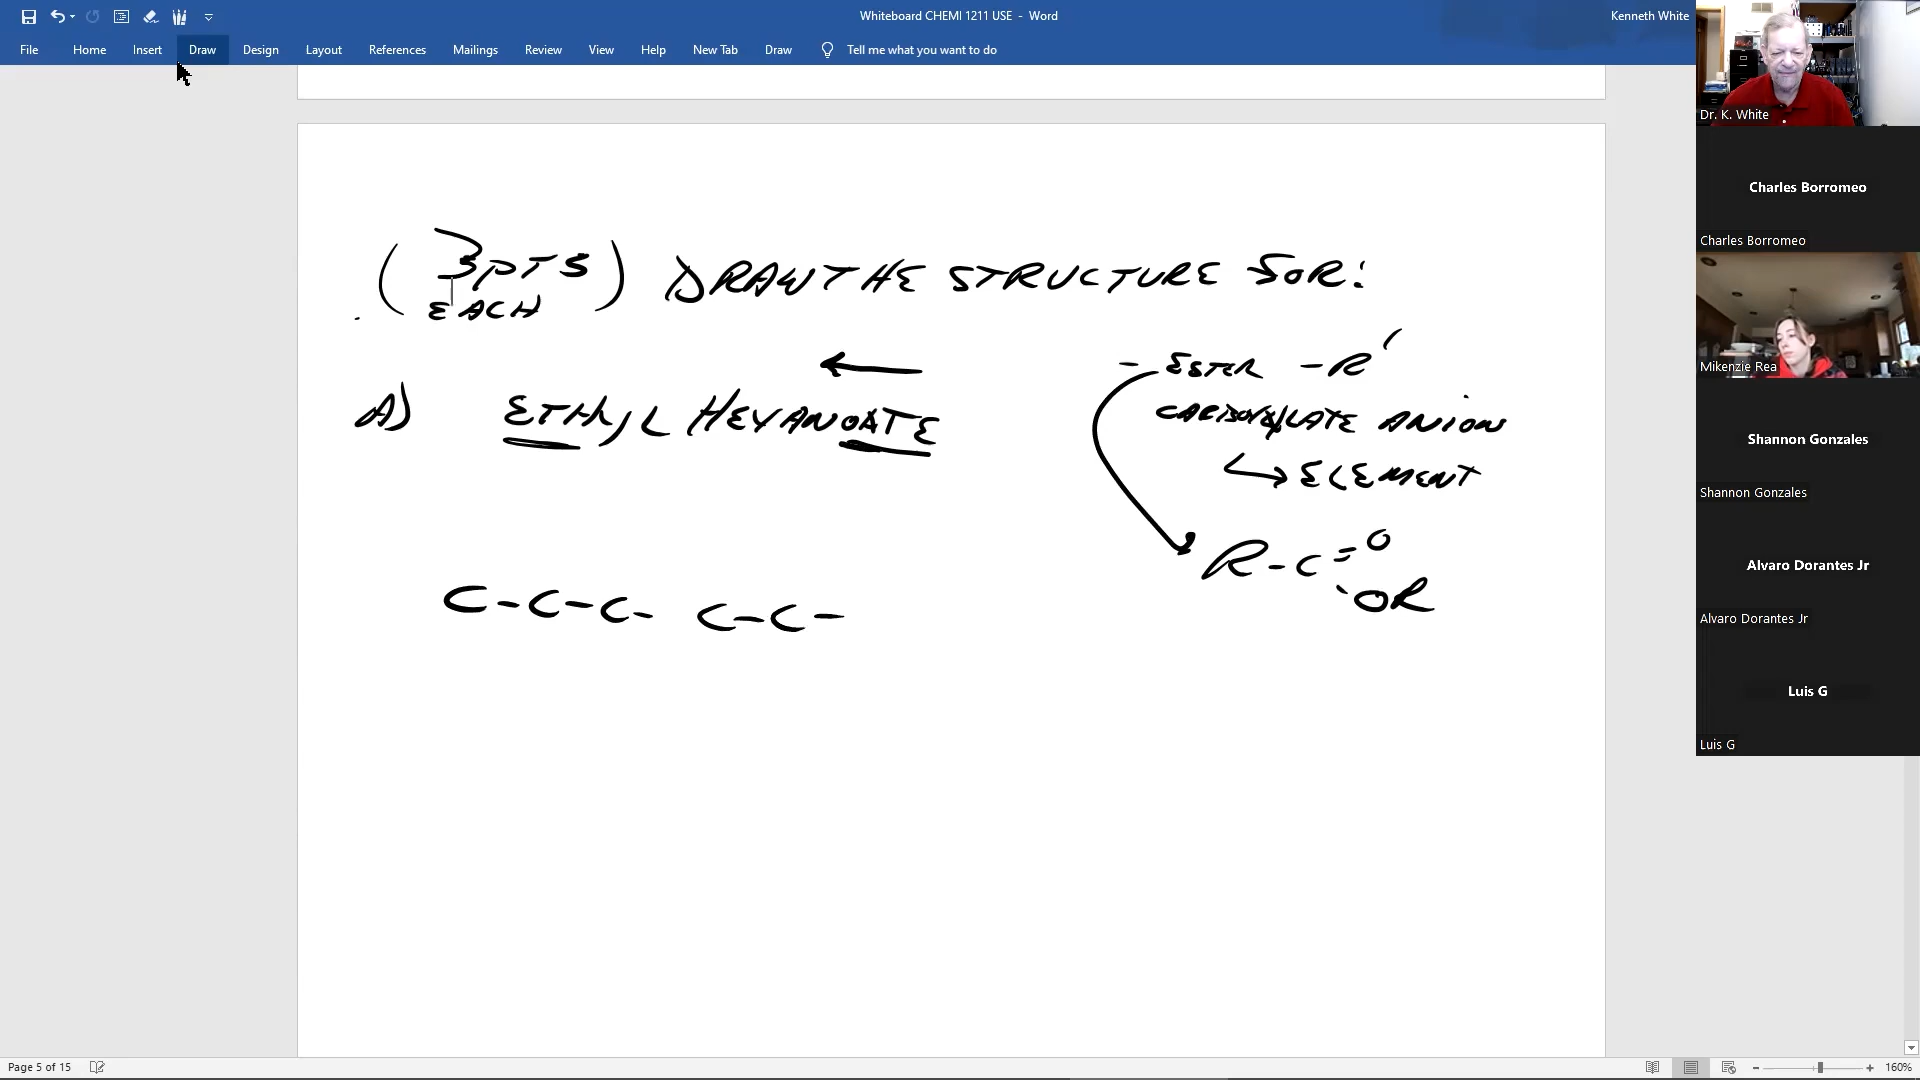 Whiteboard CHEMI 1211 USE - Word
Kenneth White
File Home Insert Draw Design Layout References Mailings Review View Help New Tab Draw Tell me what you want to do
Dr. K. White
Charles Borromeo
Charles Borromeo
Mikenzie Rea
Shannon Gonzales
Shannon Gonzales
Alvaro Dorantes Jr
Alvaro Dorantes Jr
Luis G
Luis G
( 3 PTS EACH ) DRAW THE STRUCTURE FOR:
- ESTER - R'
A) ETHYL HEXANOATE
CARBOXYLATE ANION
→ ELEMENT
R-C=O
-OR
C-C-C-C-C-
Page 5 of 15
160%